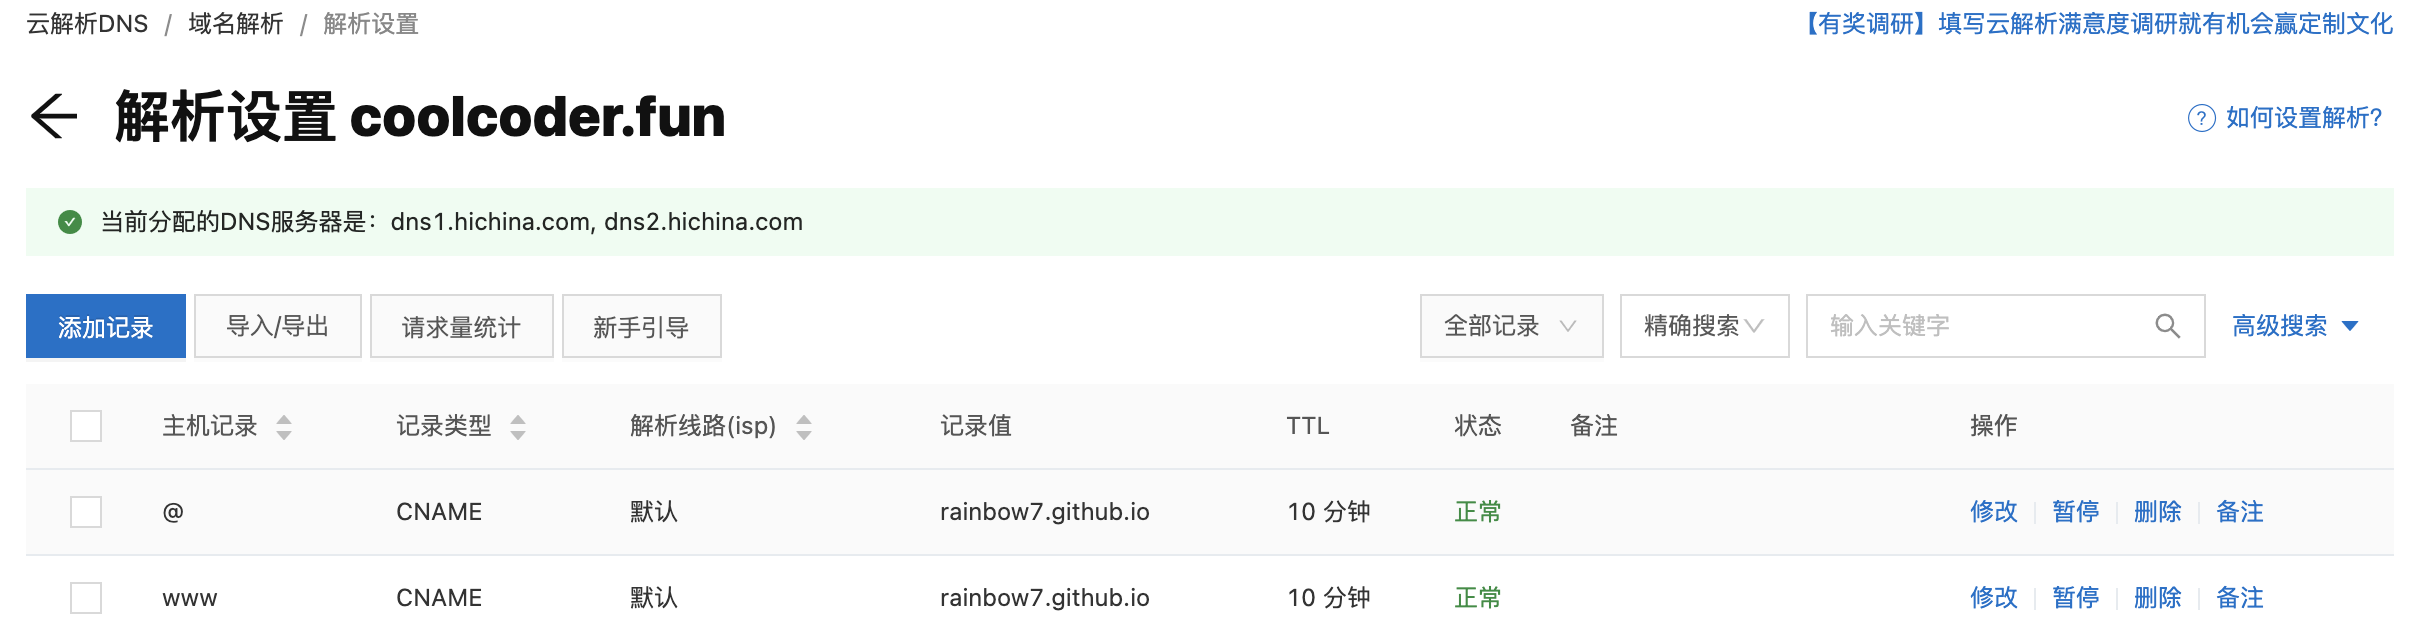 云解析DNS / 域名解析 / 解析设置
【有奖调研】填写云解析满意度调研就有机会赢定制文化
解析设置 coolcoder.fun
如何设置解析?
当前分配的DNS服务器是：dns1.hichina.com, dns2.hichina.com
添加记录 导入/导出 请求量统计 新手引导 全部记录 精确搜索 输入关键字 高级搜索
主机记录 记录类型 解析线路(isp) 记录值 TTL 状态 备注 操作
@ CNAME 默认 rainbow7.github.io 10 分钟 正常 修改 暂停 删除 备注
www CNAME 默认 rainbow7.github.io 10 分钟 正常 修改 暂停 删除 备注